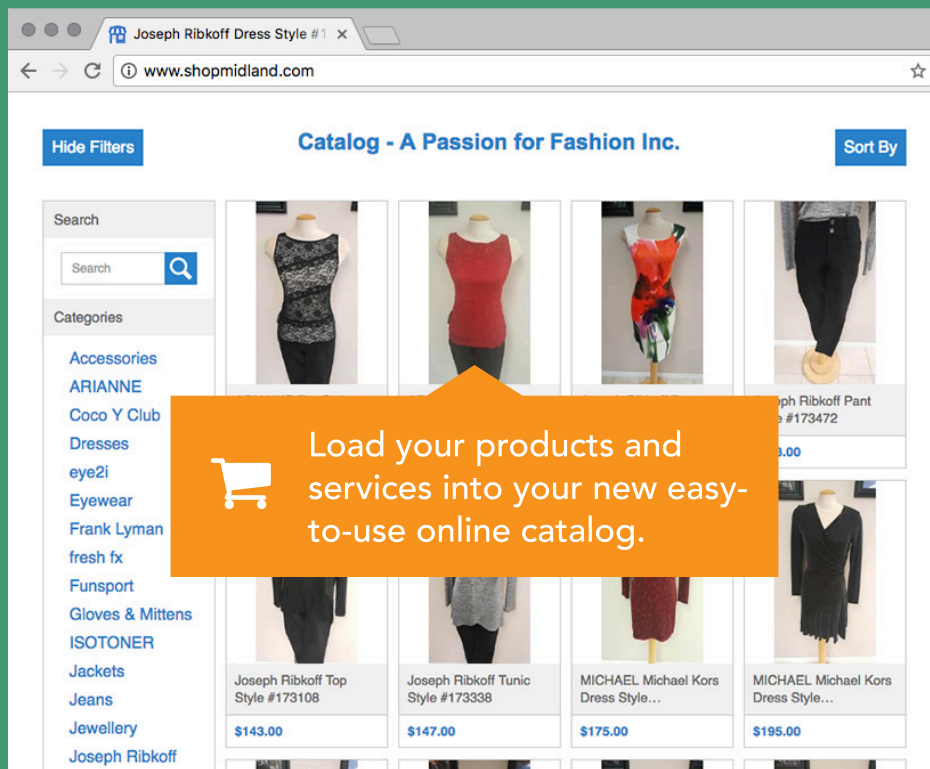 Joseph Ribkoff Dress Style #1
www.shopmidland.com
Hide Filters
Catalog - A Passion for Fashion Inc.
Sort By
Search
Search
Categories
Accessories
ARIANNE
Coco Y Club
Dresses
eye2i
Eyewear
Frank Lyman
fresh fx
Funsport
Gloves & Mittens
ISOTONER
Jackets
Jeans
Jewellery
Joseph Ribkoff
Ribkoff Pant
#173472
.00
Load your products and
services into your new easy-
to-use online catalog.
Joseph Ribkoff Top
Style #173108
$143.00
Joseph Ribkoff Tunic
Style #173338
$147.00
MICHAEL Michael Kors
Dress Style...
$175.00
MICHAEL Michael Kors
Dress Style...
$195.00